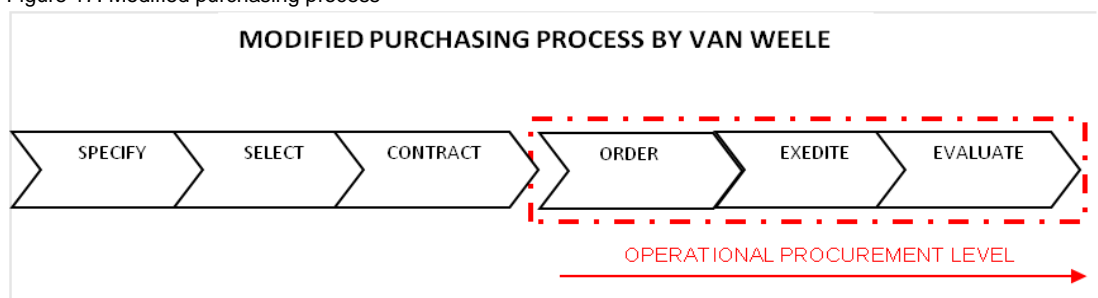 MODIFIED PURCHASING PROCESS BY VAN WEELE
SPECIFY SELECT CONTRACT ORDER EXEDITE EVALUATE
OPERATIONAL PROCUREMENT LEVEL